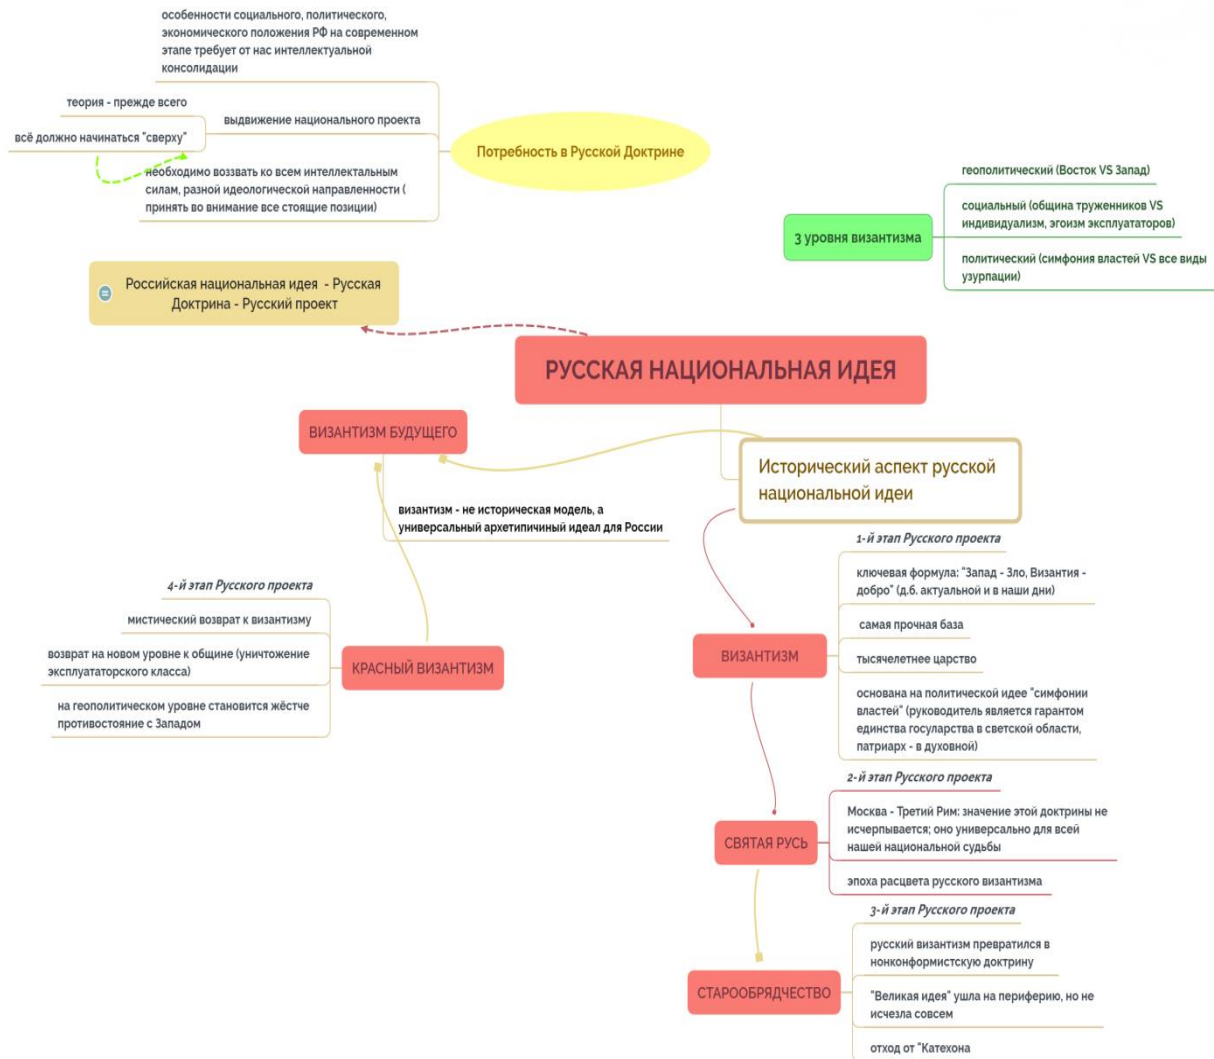 особенности социального, политического,
экономического положения РФ на современном
этапе требует от нас интеллектуальной
консолидации
теория - прежде всего
выдвижение национального проекта
всё должно начинаться "сверху"
необходимо воззвать ко всем интеллектуальным
силам, разной идеологической направленности (
принять во внимание все стоящие позиции)
Потребность в Русской Доктрине
геополитический (Восток VS Запад)
социальный (община труженников VS
индивидуализм, эгоизм эксплуататоров)
политический (симфония властей VS все виды
узурпации)
3 уровня византизма
Российская национальная идея - Русская
Доктрина - Русский проект
РУССКАЯ НАЦИОНАЛЬНАЯ ИДЕЯ
ВИЗАНТИЗМ БУДУЩЕГО
византизм - не историческая модель, а
универсальный архетипичиный идеал для России
Исторический аспект русской
национальной идеи
4-й этап Русского проекта
мистический возврат к византизму
возврат на новом уровне к общине (уничтожение
эксплуататорского класса)
на геополитическом уровне становится жёстче
противостояние с Западом
КРАСНЫЙ ВИЗАНТИЗМ
1-й этап Русского проекта
ключевая формула: "Запад - Зло, Византия -
добро" (д.б. актуальной и в наши дни)
самая прочная база
тысячелетнее царство
основана на политической идее "симфонии
властей" (руководитель является гарантом
единства госуларства в светской области,
патриарх - в духовной)
ВИЗАНТИЗМ
2-й этап Русского проекта
Москва - Третий Рим: значение этой доктрины не
исчерпывается; оно универсально для всей
нашей национальной судьбы
эпоха расцвета русского византизма
СВЯТАЯ РУСЬ
3-й этап Русского проекта
русский византизм превратился в
нонконформистскую доктрину
"Великая идея" ушла на периферию, но не
исчезла совсем
отход от "Катехона
СТАРООБРЯДЧЕСТВО